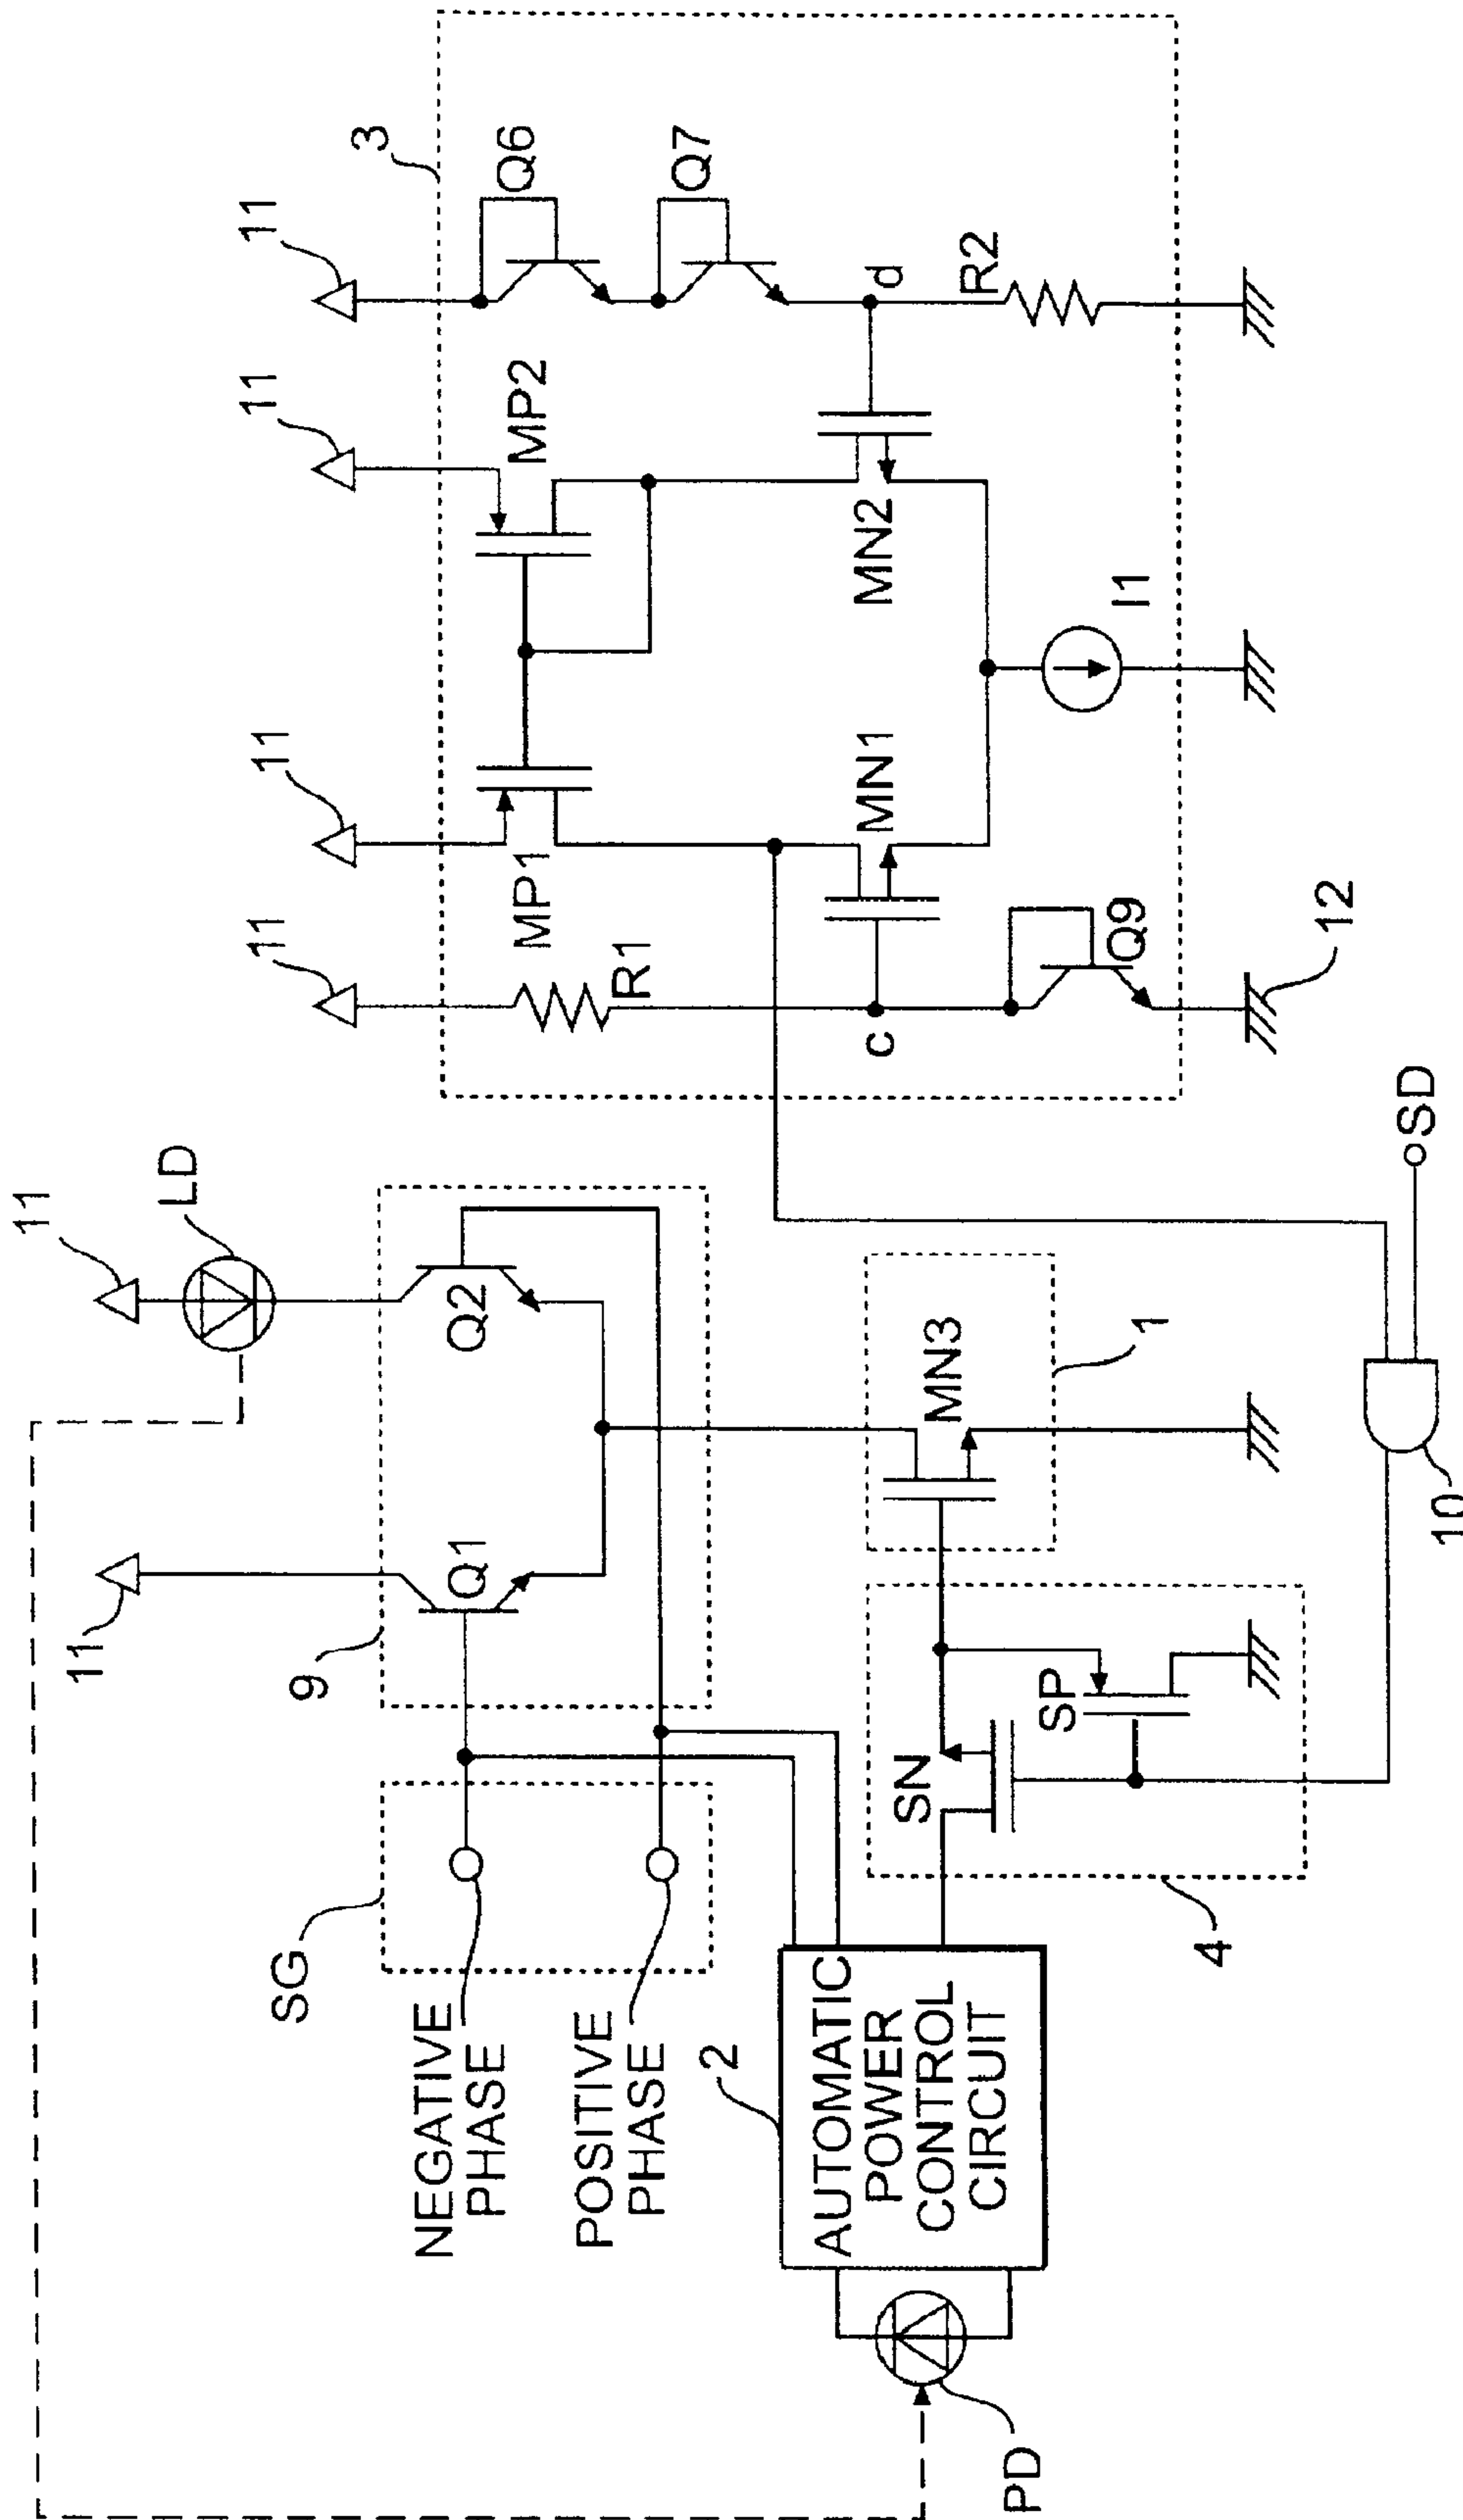 3
11
11
11
11
Q6
Q7
MP2
MP1
R1
d
R2
MN2
MN1
c
I1
Q9
12
11
LD
11
9
Q2
Q1
SG
NEGATIVE
PHASE
POSITIVE
PHASE
2
AUTOMATIC
POWER
CONTROL
CIRCUIT
PD
MN3
1
SN
SP
4
SD
10